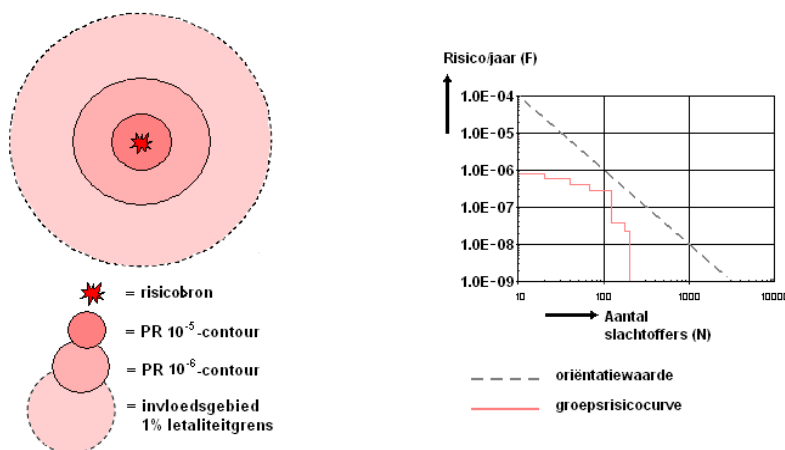 = risicobron
= PR 10⁻⁵-contour
= PR 10⁻⁶-contour
= invloedsgebied
1% letaliteitgrens
Risico/jaar (F)
1.0E-04
1.0E-05
1.0E-06
1.0E-07
1.0E-08
1.0E-09
10 100 1000 10000
Aantal
slachtoffers (N)
oriëntatiewaarde
groepsrisicocurve